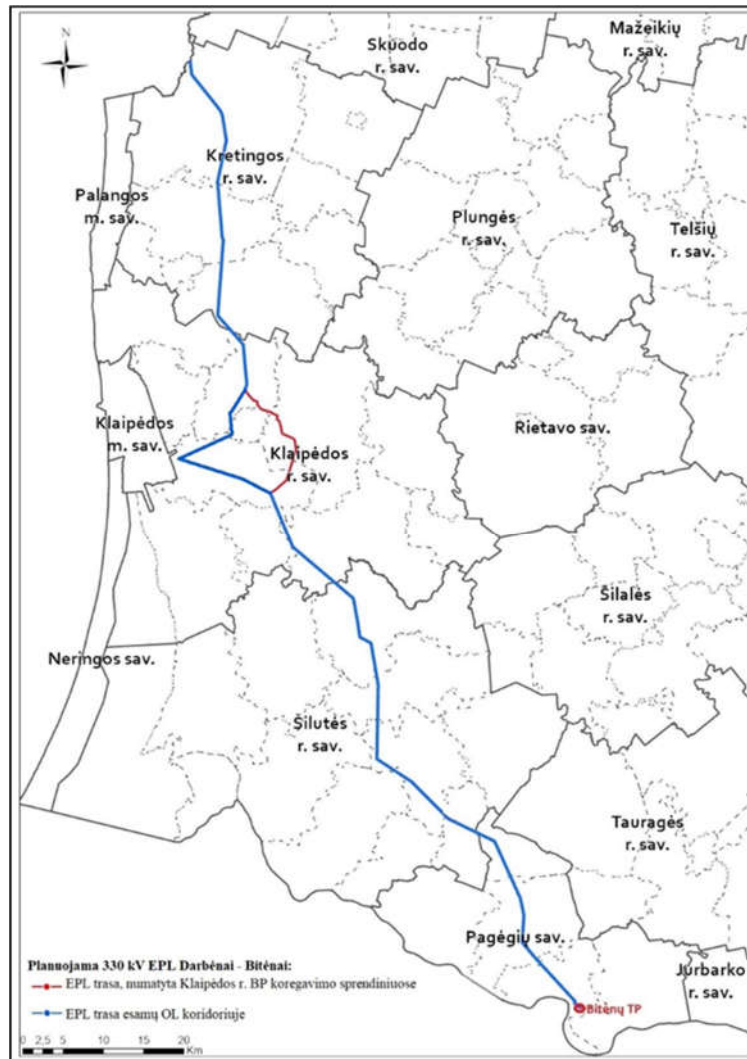 N
Skuodo
r. sav.
Mažeikių
r. sav.
Kretingos
r. sav.
Palangos
m. sav.
Plungės
r. sav.
Telšių
r. sav.
Klaipėdos
m. sav.
Klaipėdos
r. sav.
Rietavo sav.
Šilalės
r. sav.
Neringos sav.
Šilutės
r. sav.
Tauragės
r. sav.
Pagėgių sav.
Jurbarko
r. sav.
Bitėnų TP
Planuojama 330 kV EPL Darbėnai - Bitėnai:
EPL trasa, numatyta Klaipėdos r. BP koregavimo sprendiniuose
EPL trasa esamų OL koridoriuje
0 2,5 5 10 15 20
Km